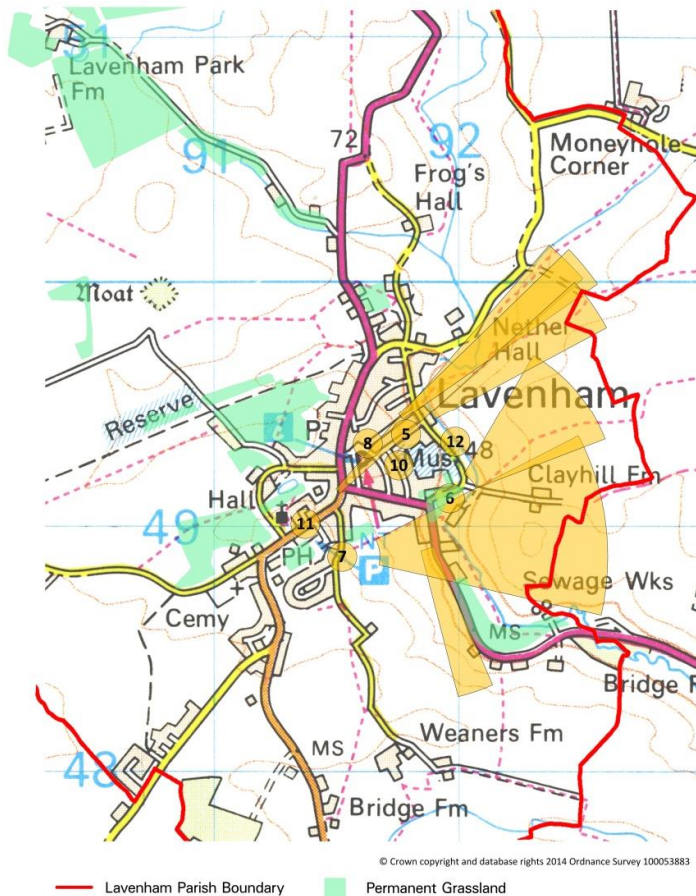 51
Lavenham Park
Fm
91
72
92
Frog's
Hall
Moneyhole
Corner
Moat
Nether
Hall
Reserve
Lavenham
P
8
5
12
Mus
48
10
Clayhill Fm
6
Hall
49
11
PH
7
P
Cemy
Sewage Wks
MS
Bridge
Weaners Fm
48
MS
Bridge Fm
© Crown copyright and database rights 2014 Ordnance Survey 100053883
Lavenham Parish Boundary
Permanent Grassland